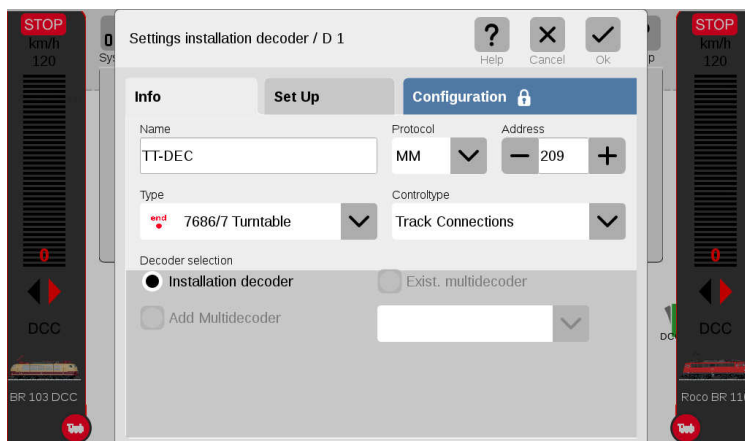 STOP
km/h
120
0
DCC
BR 103 DCC
Settings installation decoder / D 1
? Help
Cancel
Ok
Info
Set Up
Configuration
Name
TT-DEC
Protocol
MM
Address
209
Type
end
7686/7 Turntable
Controltype
Track Connections
Decoder selection
Installation decoder
Exist. multidecoder
Add Multidecoder
STOP
km/h
120
0
DCC
Roco BR 110